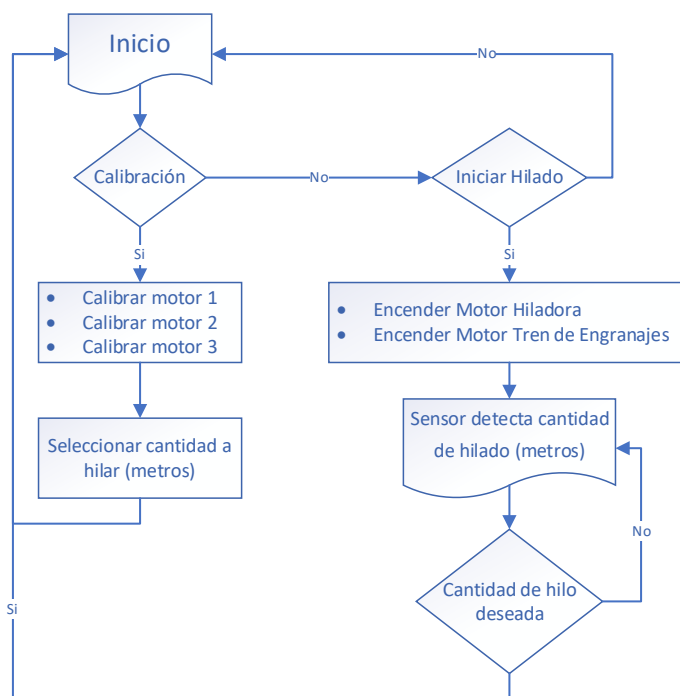 Inicio
No
Calibración
No
Iniciar Hilado
Si
Si
• Calibrar motor 1
• Calibrar motor 2
• Calibrar motor 3
• Encender Motor Hiladora
• Encender Motor Tren de Engranajes
Seleccionar cantidad a
hilar (metros)
Sensor detecta cantidad
de hilado (metros)
No
Cantidad de hilo
deseada
Si